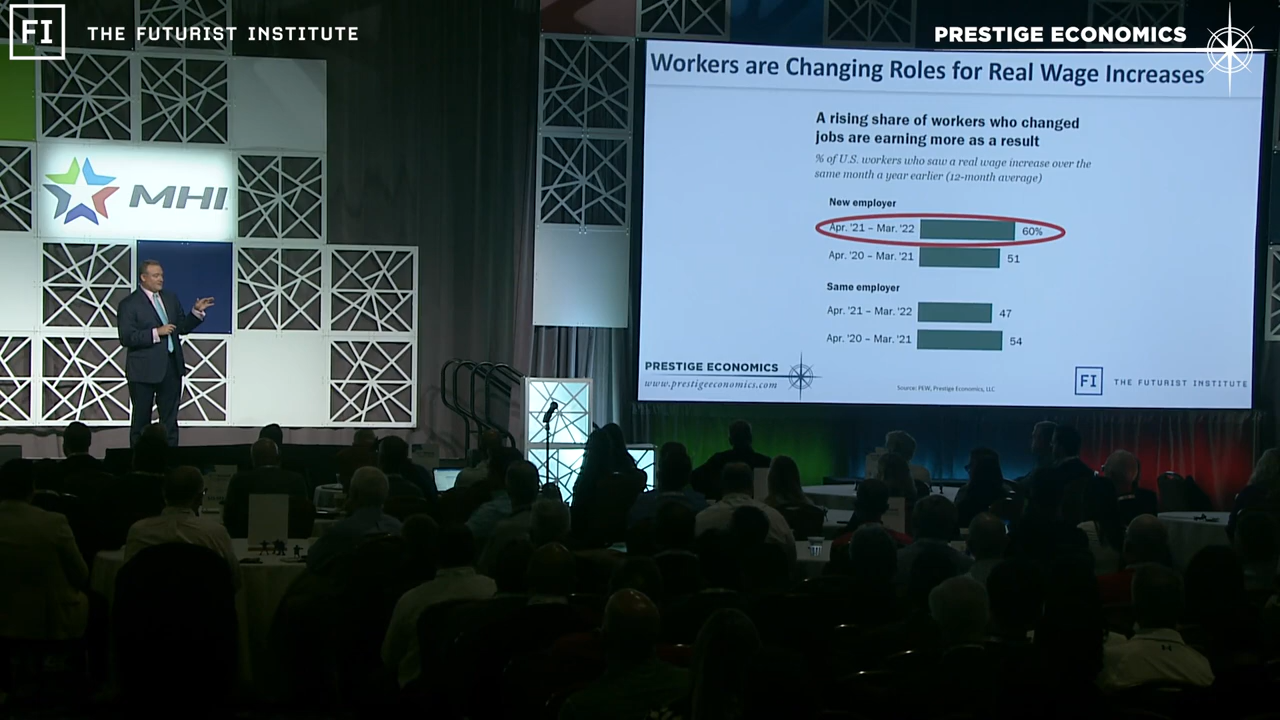 FI THE FUTURIST INSTITUTE
PRESTIGE ECONOMICS
MHI
Workers are Changing Roles for Real Wage Increases
A rising share of workers who changed
jobs are earning more as a result
% of U.S. workers who saw a real wage increase over the
same month a year earlier (12-month average)
New employer
Apr. '21 – Mar. '22 60%
Apr. '20 – Mar. '21 51
Same employer
Apr. '21 – Mar. '22 47
Apr. '20 – Mar. '21 54
PRESTIGE ECONOMICS
www.prestigeeconomics.com
Source: PEW, Prestige Economics, LLC
FI THE FUTURIST INSTITUTE